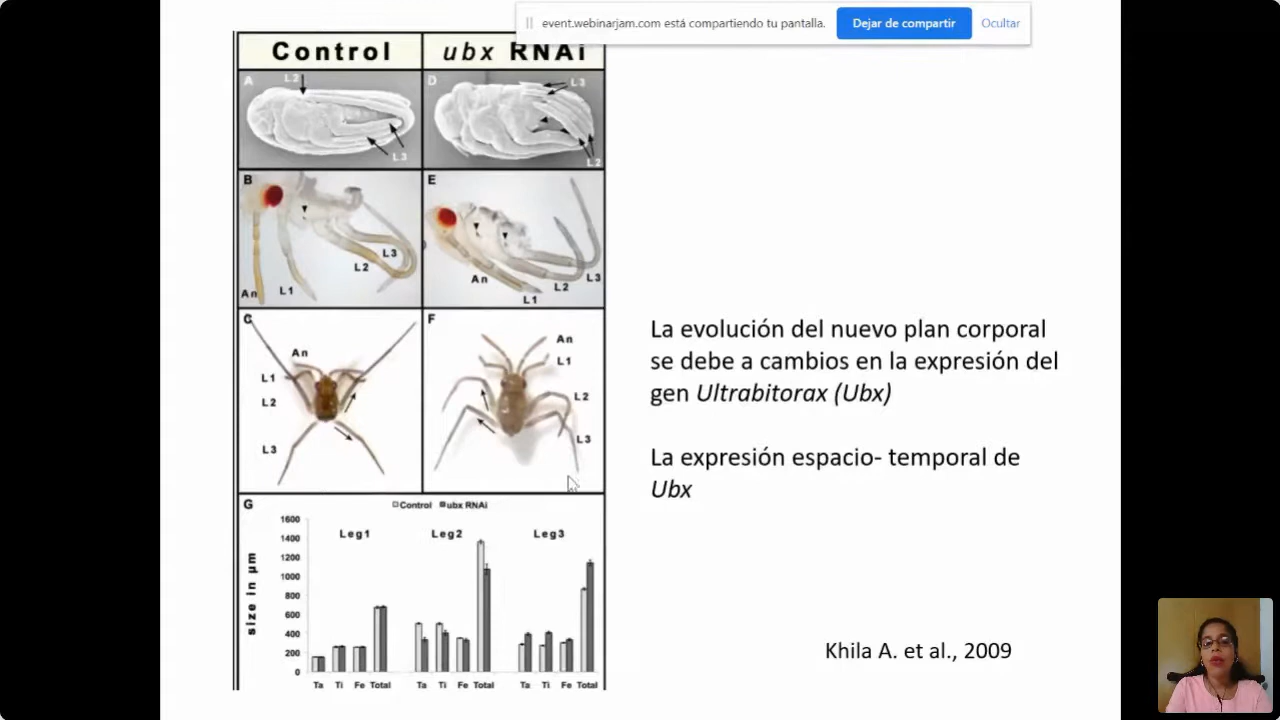 event.webinarjam.com está compartiendo tu pantalla. Dejar de compartir Ocultar
Control ubx RNAi
A L2 L3
D L3 L2
B An L1 L2 L3
E An L1 L2 L3
C An L1 L2 L3
F An L1 L2 L3
La evolución del nuevo plan corporal
se debe a cambios en la expresión del
gen Ultrabitorax (Ubx)
La expresión espacio- temporal de
Ubx
G Control ubx RNAi
Leg1 Leg2 Leg3
size in µm
1600
1400
1200
1000
800
600
400
200
0
Ta Ti Fe Total Ta Ti Fe Total Ta Ti Fe Total
Khila A. et al., 2009